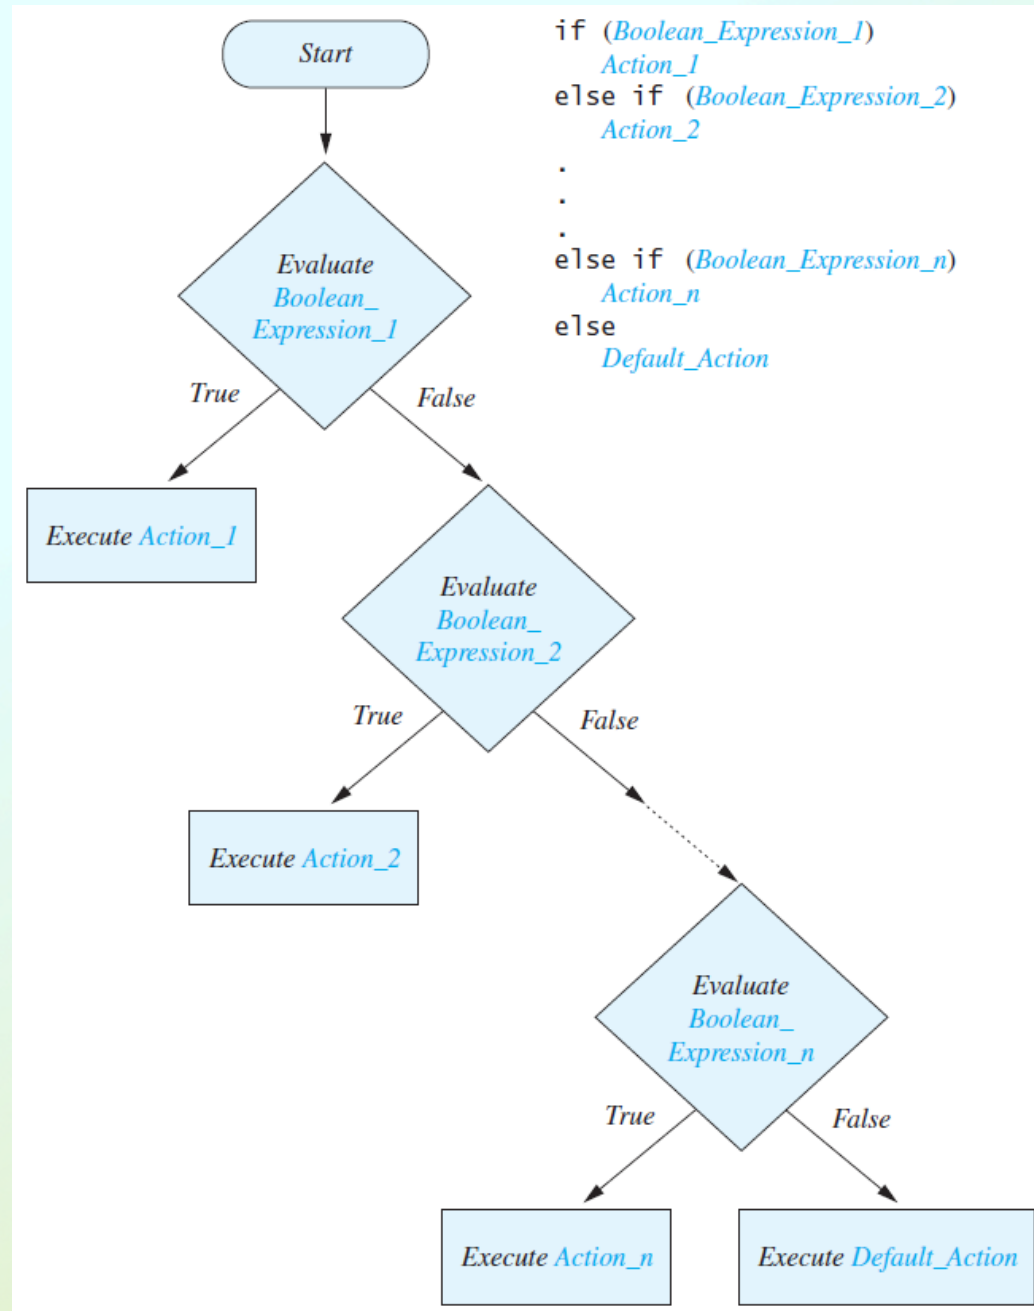 Start
if (Boolean_Expression_1)
Action_1
else if (Boolean_Expression_2)
Action_2
.
.
.
else if (Boolean_Expression_n)
Action_n
else
Default_Action
Evaluate
Boolean_
Expression_1
True
False
Execute Action_1
Evaluate
Boolean_
Expression_2
True
False
Execute Action_2
Evaluate
Boolean_
Expression_n
True
False
Execute Action_n
Execute Default_Action